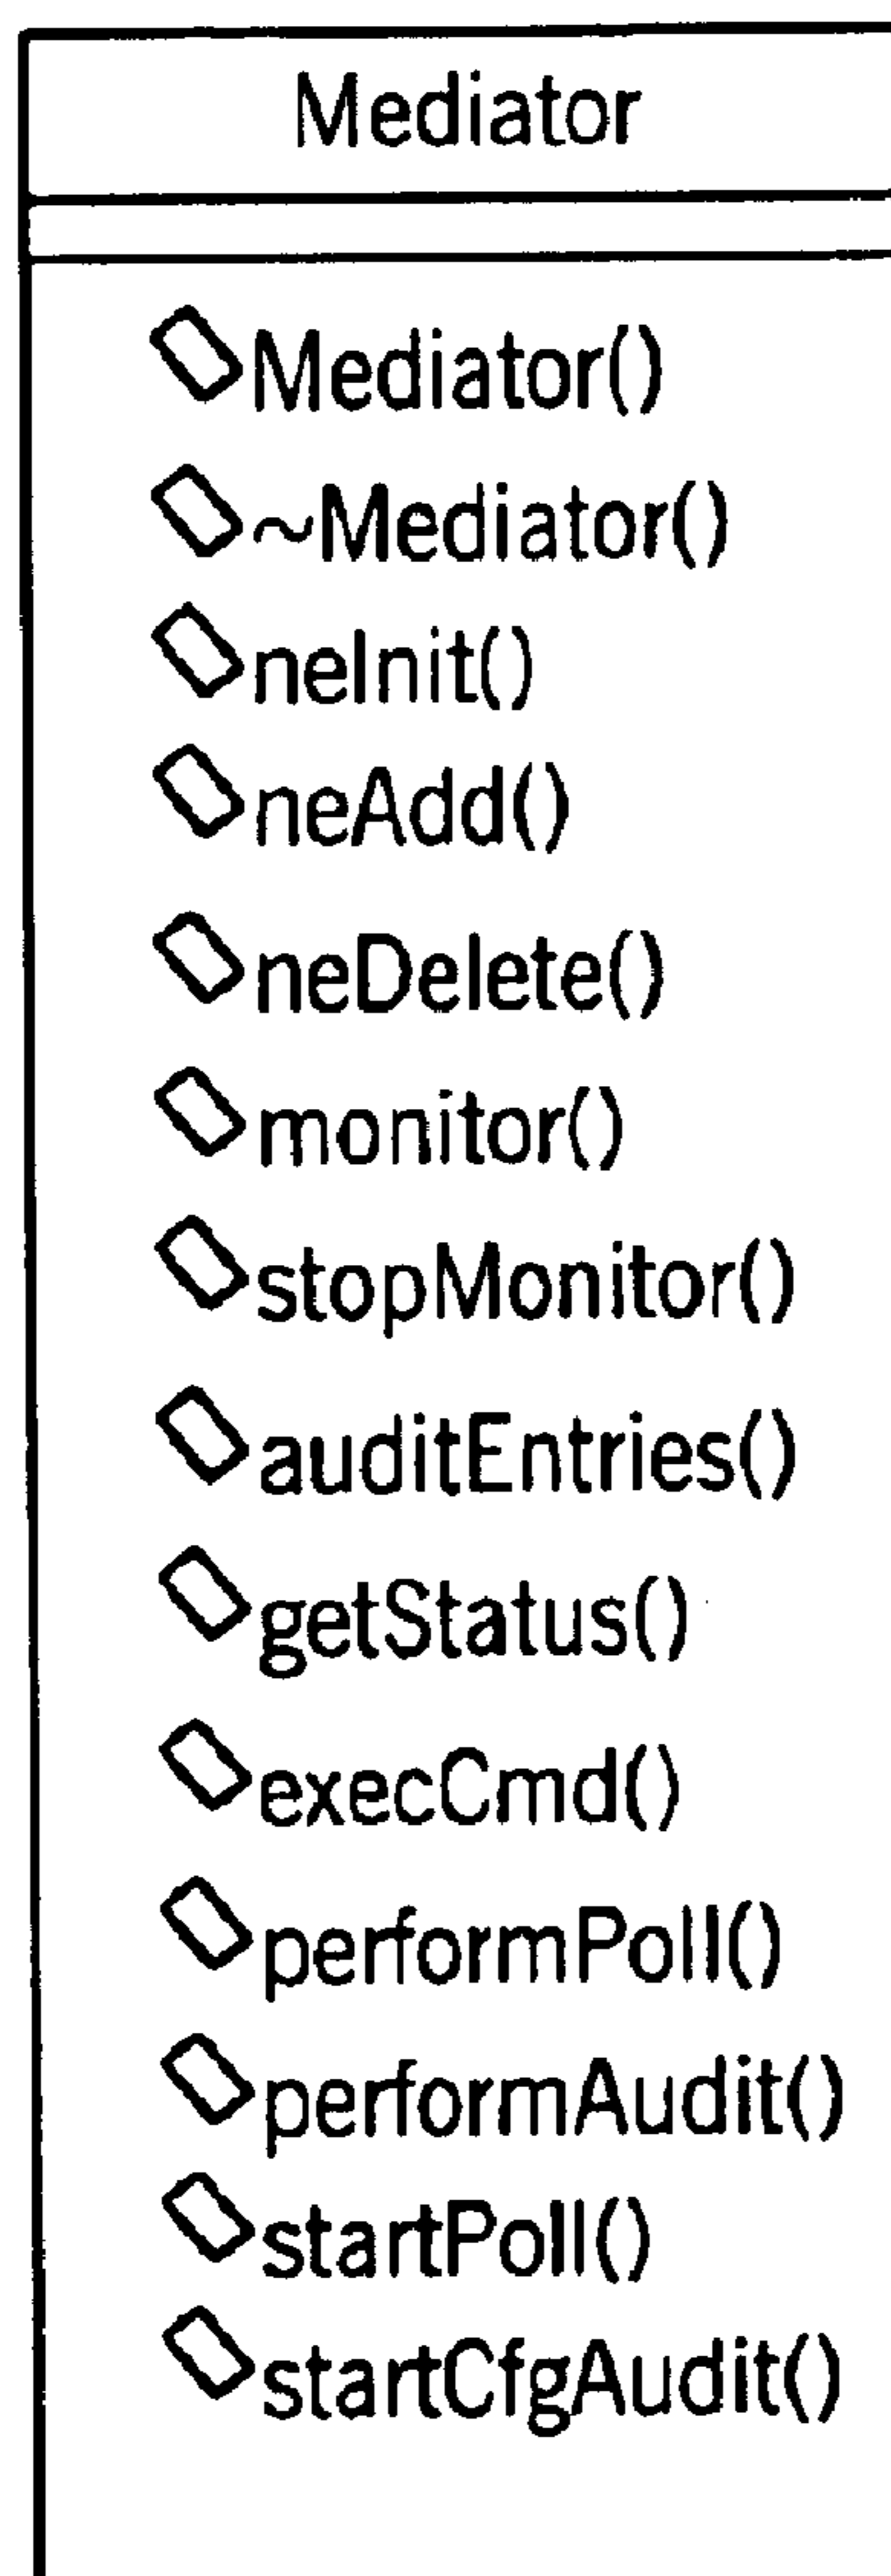 Mediator
Mediator()
~Mediator()
neInit()
neAdd()
neDelete()
monitor()
stopMonitor()
auditEntries()
getStatus()
execCmd()
performPoll()
performAudit()
startPoll()
startCfgAudit()